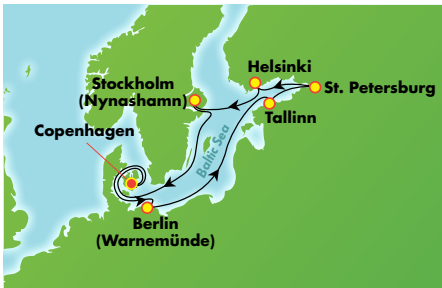 Helsinki
Stockholm
(Nynashamn)
St. Petersburg
Tallinn
Copenhagen
Baltic Sea
Berlin
(Warnemünde)